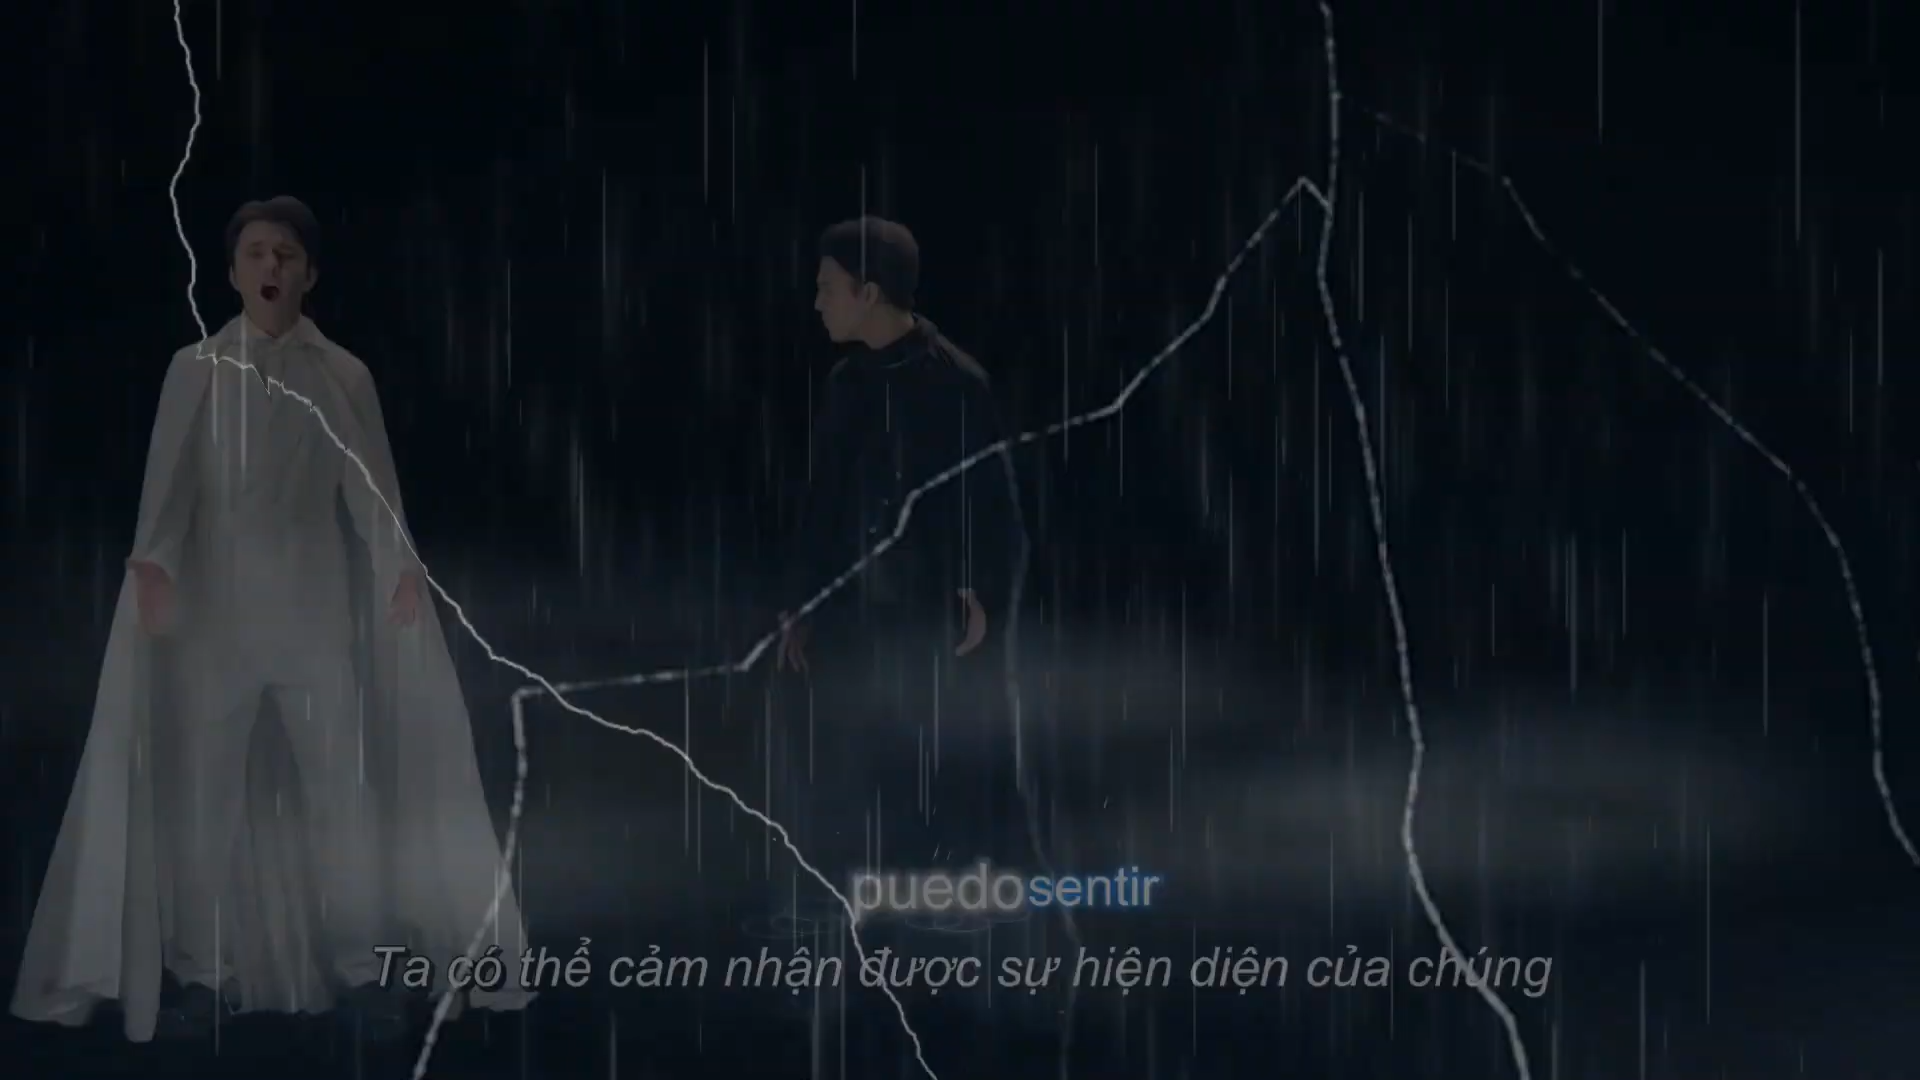 puedo sentir
Ta có thể cảm nhận được sự hiện diện của chúng